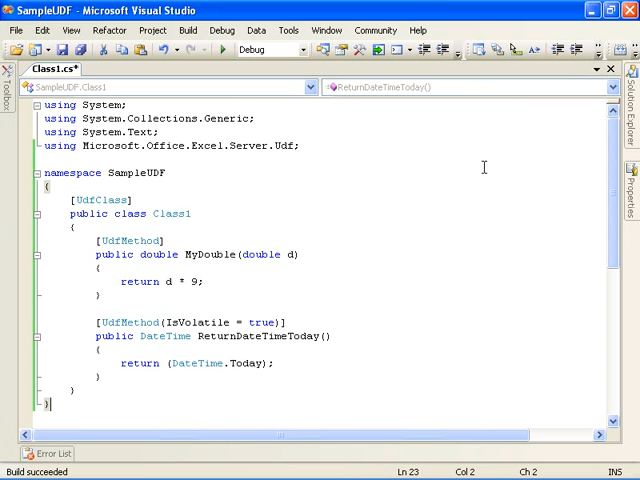 SampleUDF - Microsoft Visual Studio
File Edit View Refactor Project Build Debug Data Tools Window Community Help
Debug
Class1.cs*
SampleUDF.Class1 ReturnDateTimeToday()
Toolbox
Solution Explorer
Properties
using System;
using System.Collections.Generic;
using System.Text;
using Microsoft.Office.Excel.Server.Udf;
namespace SampleUDF
{
[UdfClass]
public class Class1
{
[UdfMethod]
public double MyDouble(double d)
{
return d * 9;
}
[UdfMethod(IsVolatile = true)]
public DateTime ReturnDateTimeToday()
{
return (DateTime.Today);
}
}
}
Error List
Build succeeded Ln 23 Col 2 Ch 2 INS